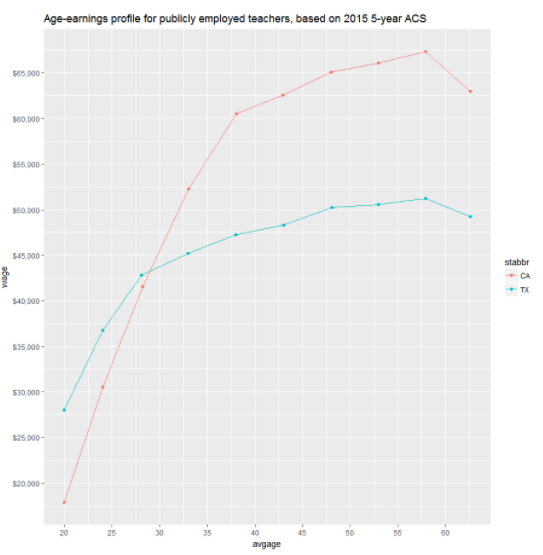 Age-earnings profile for publicly employed teachers, based on 2015 5-year ACS
$65,000
$60,000
$55,000
$50,000
$45,000
$40,000
$35,000
$30,000
$25,000
$20,000
wage
20 25 30 35 40 45 50 55 60
avgage
stabbr
CA
TX